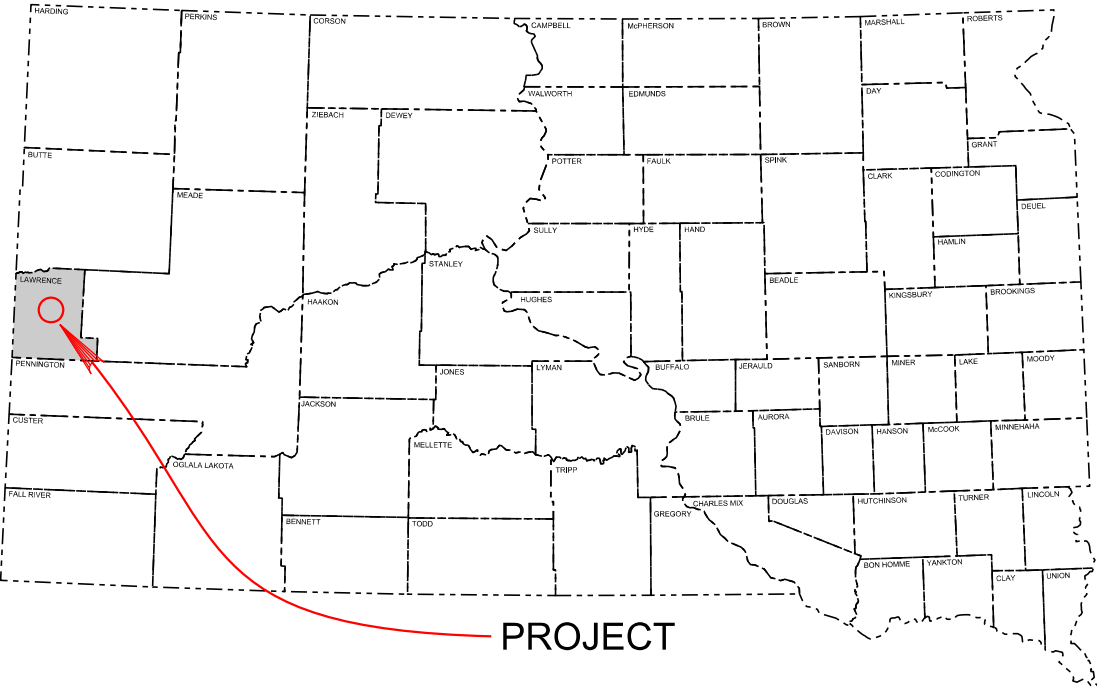 HARDING
PERKINS
CORSON
CAMPBELL
McPHERSON
BROWN
MARSHALL
ROBERTS
WALWORTH
EDMUNDS
DAY
ZIEBACH
DEWEY
GRANT
BUTTE
POTTER
FAULK
SPINK
CLARK
CODINGTON
MEADE
DEUEL
SULLY
HYDE
HAND
HAMLIN
STANLEY
LAWRENCE
BEADLE
HAAKON
HUGHES
KINGSBURY
BROOKINGS
PENNINGTON
JONES
LYMAN
BUFFALO
JERAULD
SANBORN
MINER
LAKE
MOODY
JACKSON
CUSTER
BRULE
AURORA
DAVISON
HANSON
McCOOK
MINNEHAHA
MELLETTE
OGLALA LAKOTA
TRIPP
FALL RIVER
GREGORY
CHARLES MIX
DOUGLAS
HUTCHINSON
TURNER
LINCOLN
BENNETT
TODD
BON HOMME
YANKTON
CLAY
UNION
PROJECT